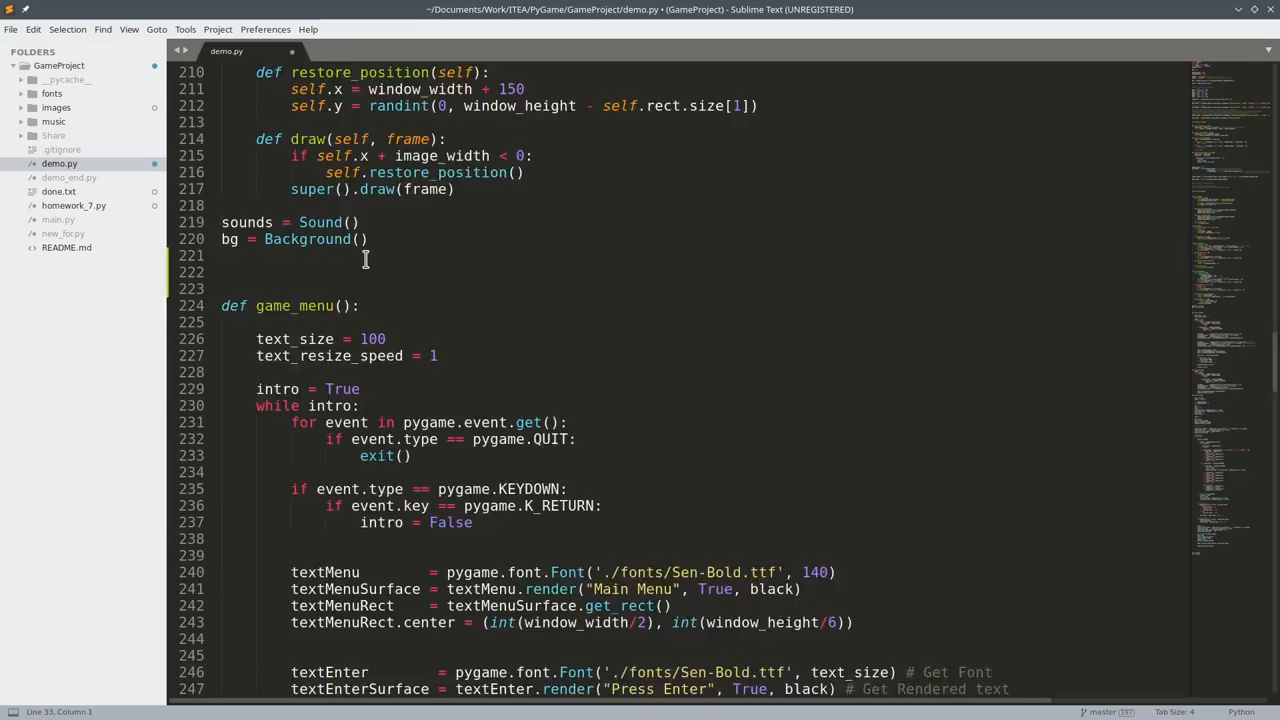 ~/Documents/Work/ITEA/PyGame/GameProject/demo.py • (GameProject) - Sublime Text (UNREGISTERED)
File Edit Selection Find View Goto Tools Project Preferences Help
FOLDERS
GameProject
__pycache__
fonts
images
music
Share
.gitignore
demo.py
demo_end.py
done.txt
homework_7.py
main.py
new_for.py
README.md
demo.py
210 def restore_position(self):
211 self.x = window_width + 150
212 self.y = randint(0, window_height - self.rect.size[1])
213
214 def draw(self, frame):
215 if self.x + image_width < 0:
216 self.restore_position()
217 super().draw(frame)
218
219 sounds = Sound()
220 bg = Background()
221
222
223
224 def game_menu():
225
226 text_size = 100
227 text_resize_speed = 1
228
229 intro = True
230 while intro:
231 for event in pygame.event.get():
232 if event.type == pygame.QUIT:
233 exit()
234
235 if event.type == pygame.KEYDOWN:
236 if event.key == pygame.K_RETURN:
237 intro = False
238
239
240 textMenu = pygame.font.Font('./fonts/Sen-Bold.ttf', 140)
241 textMenuSurface = textMenu.render("Main Menu", True, black)
242 textMenuRect = textMenuSurface.get_rect()
243 textMenuRect.center = (int(window_width/2), int(window_height/6))
244
245
246 textEnter = pygame.font.Font('./fonts/Sen-Bold.ttf', text_size) # Get Font
247 textEnterSurface = textEnter.render("Press Enter", True, black) # Get Rendered text
Line 33, Column 1
master 197
Tab Size: 4
Python